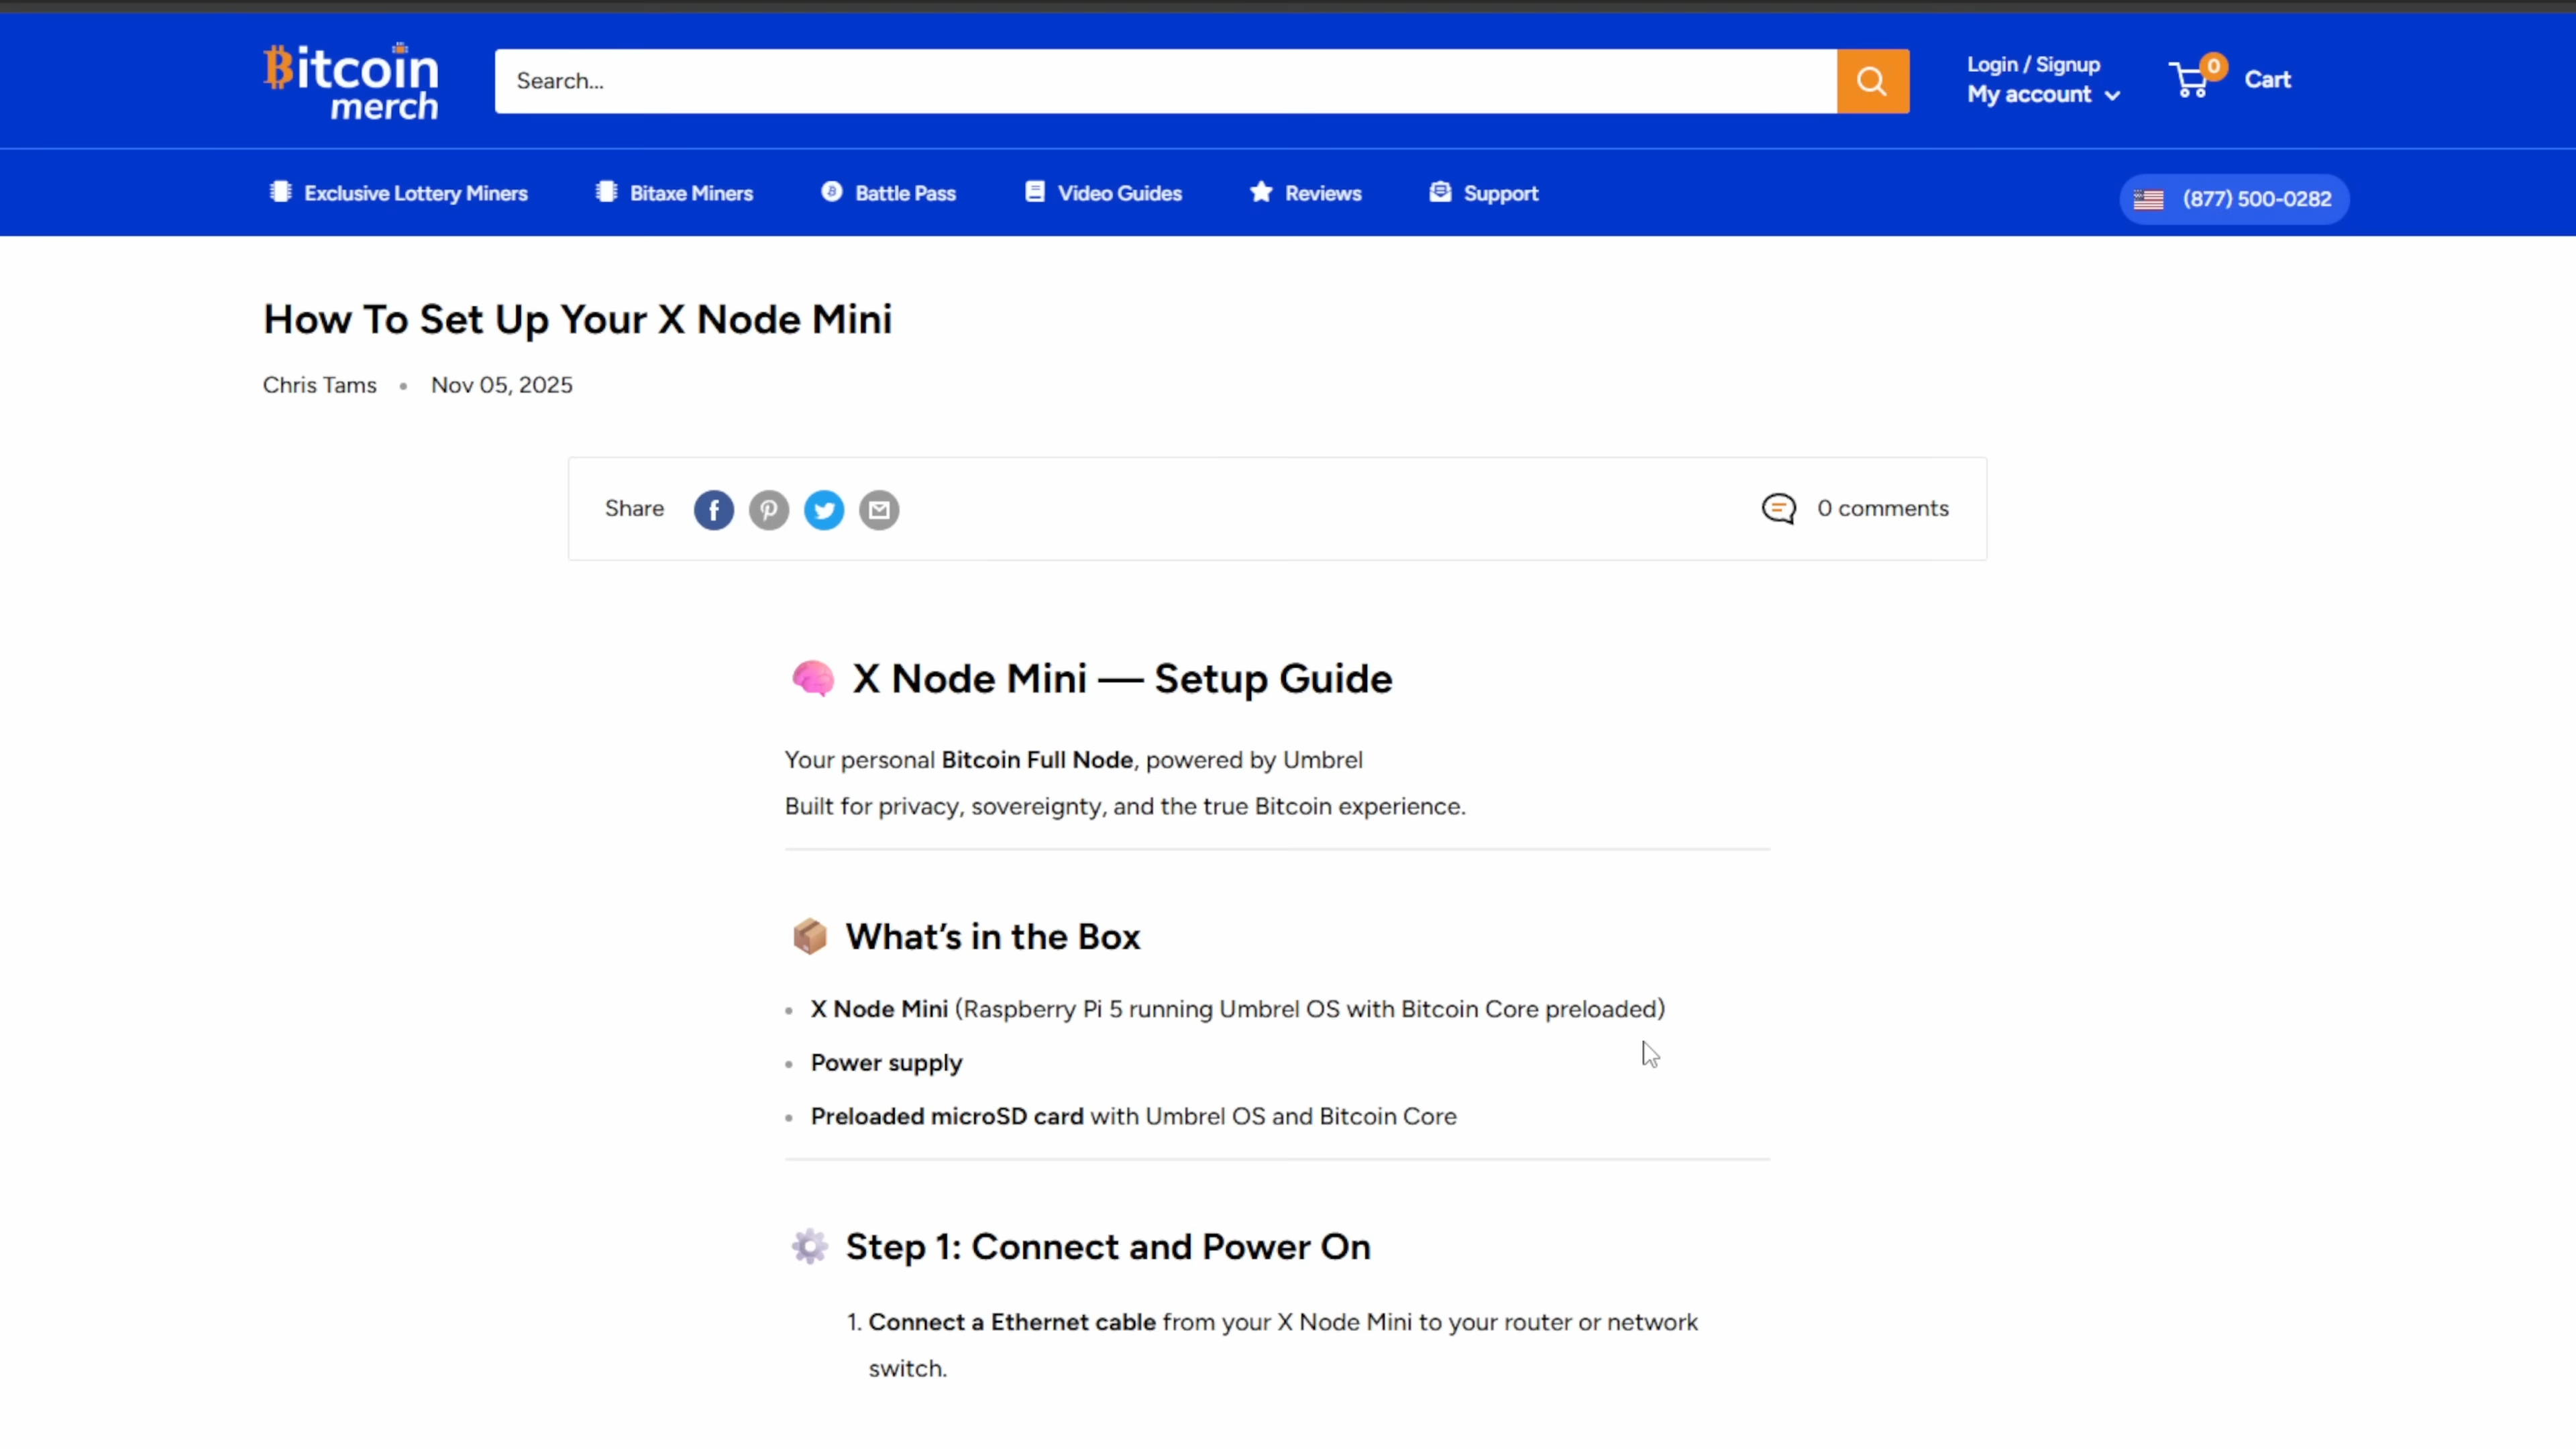 Bitcoin
merch
Search...
Login / Signup
My account
0
Cart
Exclusive Lottery Miners
Bitaxe Miners
Battle Pass
Video Guides
Reviews
Support
(877) 500-0282
How To Set Up Your X Node Mini
Chris Tams • Nov 05, 2025
Share
0 comments
X Node Mini — Setup Guide
Your personal Bitcoin Full Node, powered by Umbrel
Built for privacy, sovereignty, and the true Bitcoin experience.
What's in the Box
• X Node Mini (Raspberry Pi 5 running Umbrel OS with Bitcoin Core preloaded)
• Power supply
• Preloaded microSD card with Umbrel OS and Bitcoin Core
Step 1: Connect and Power On
1. Connect a Ethernet cable from your X Node Mini to your router or network
switch.